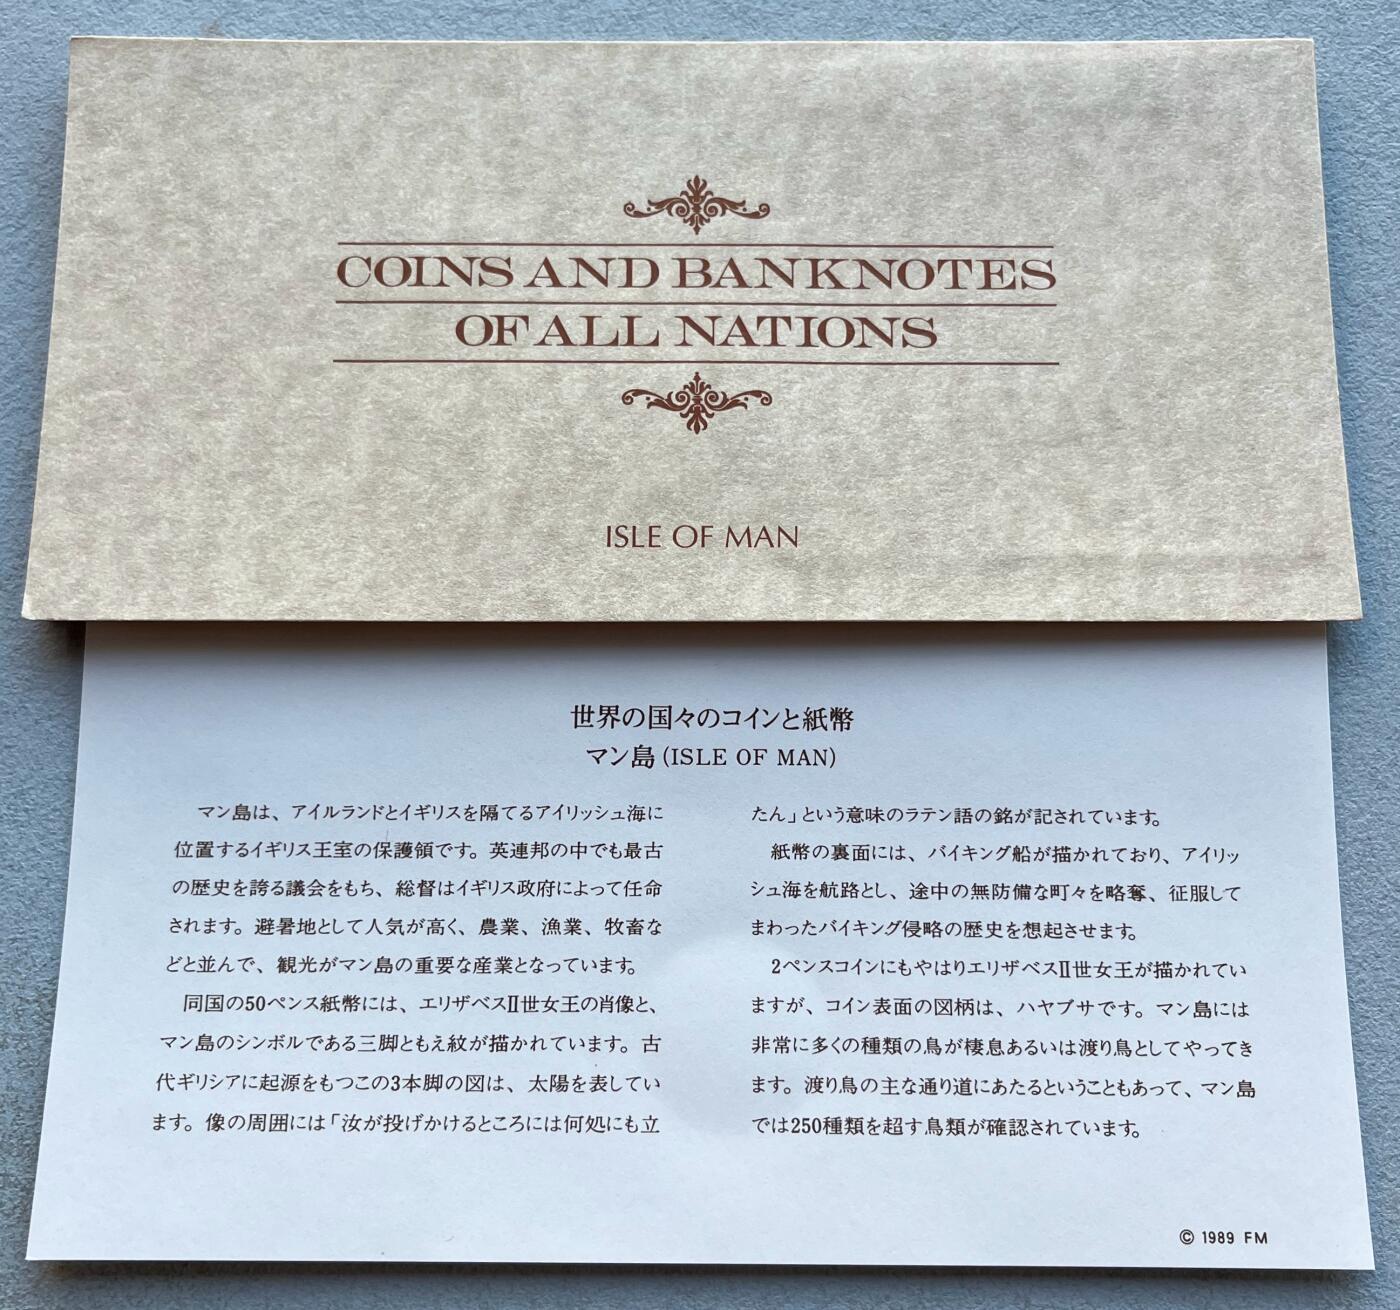 COINS AND BANKNOTES
OF ALL NATIONS
ISLE OF MAN
世界の国々のコインと紙幣
マン島(ISLE OF MAN)
マン島は、アイルランドとイギリスを隔てるアイリッシュ海に
位置するイギリス王室の保護領です。英連邦の中でも最古
の歴史を誇る議会をもち、総督はイギリス政府によって任命
されます。避暑地として人気が高く、農業、漁業、牧畜な
どと並んで、観光がマン島の重要な産業となっています。
同国の50ペンス紙幣には、エリザベスⅡ世女王の肖像と、
マン島のシンボルである三脚ともえ紋が描かれています。古
代ギリシアに起源をもつこの3本脚の図は、太陽を表してい
ます。像の周囲には「汝が投げかけるところには何処にも立
たん」という意味のラテン語の銘が記されています。
紙幣の裏面には、バイキング船が描かれており、アイリッ
シュ海を航路とし、途中の無防備な町々を略奪、征服して
まわったバイキング侵略の歴史を想起させます。
2ペンスコインにもやはりエリザベスⅡ世女王が描かれてい
ますが、コイン表面の図柄は、ハヤブサです。マン島には
非常に多くの種類の鳥が棲息あるいは渡り鳥としてやってき
ます。渡り鳥の主な通り道にあたるということもあって、マン島
では250種類を超す鳥類が確認されています。
© 1989 FM